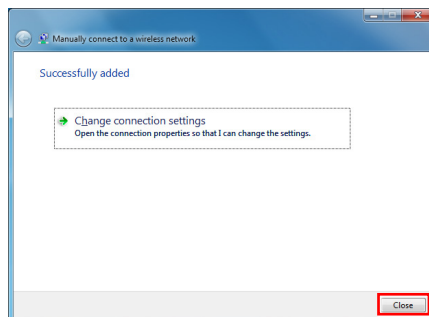 Manually connect to a wireless network
Successfully added
Change connection settings
Open the connection properties so that I can change the settings.
Close